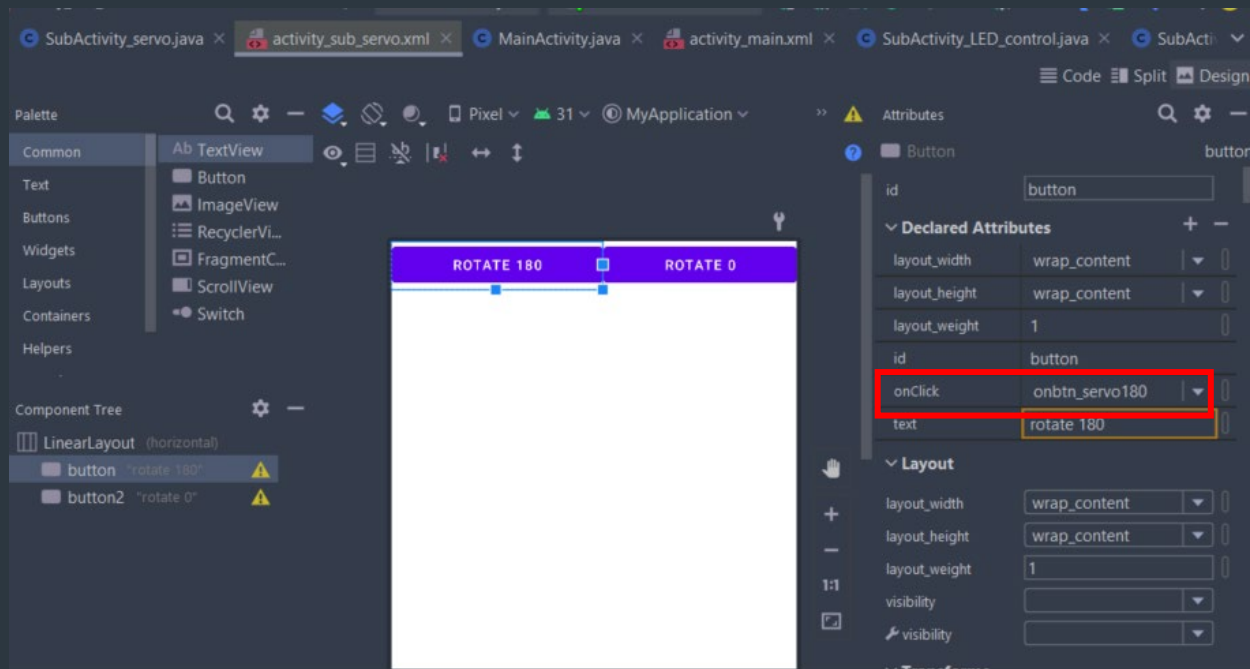 SubActivity_servo.java
activity_sub_servo.xml
MainActivity.java
activity_main.xml
SubActivity_LED_control.java
Code
Split
Design
Palette
Pixel
31
MyApplication
Attributes
Common
Text
Buttons
Widgets
Layouts
Containers
Helpers
Ab TextView
Button
ImageView
RecyclerVi...
FragmentC...
ScrollView
Switch
Component Tree
LinearLayout (horizontal)
button "rotate 180"
button2 "rotate 0"
ROTATE 180
ROTATE 0
1:1
Button
button
id button
Declared Attributes
layout_width wrap_content
layout_height wrap_content
layout_weight 1
id button
onClick onbtn_servo180
text rotate 180
Layout
layout_width wrap_content
layout_height wrap_content
layout_weight 1
visibility
visibility